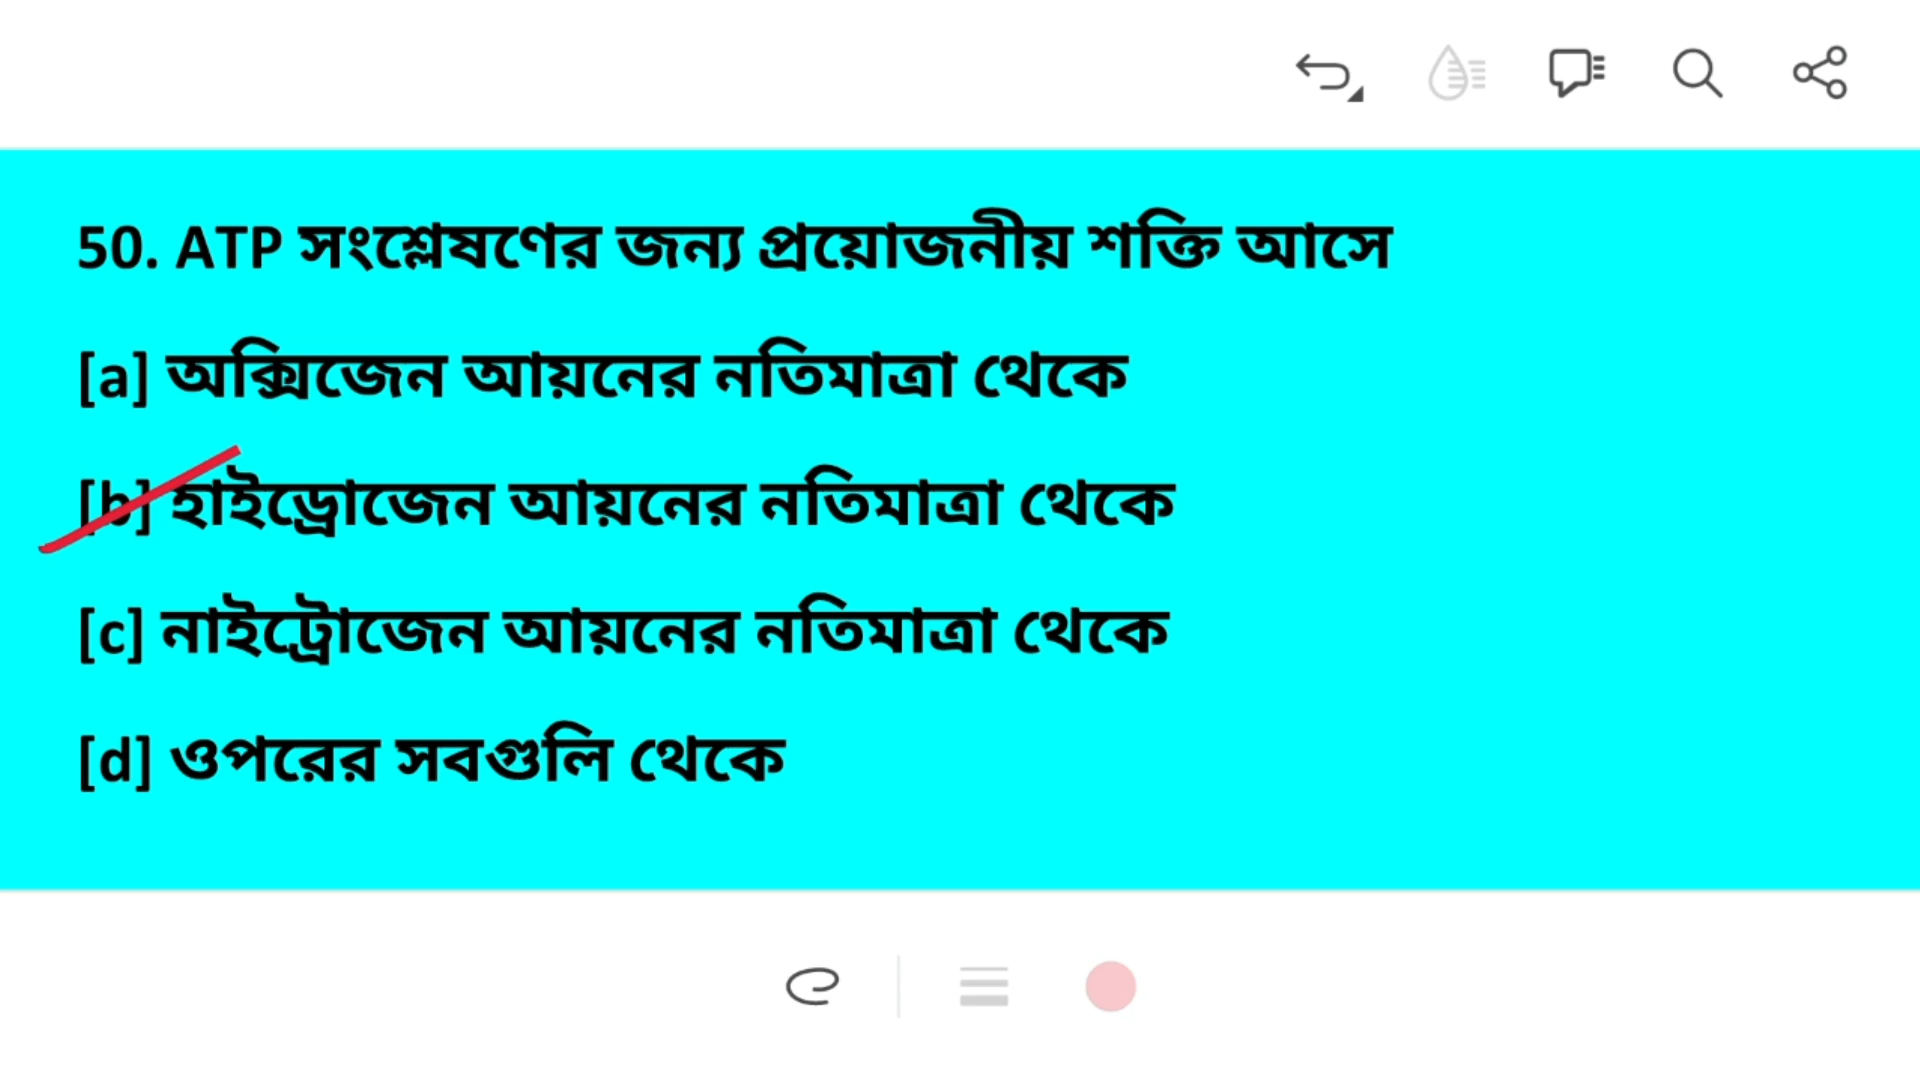 50. ATP সংশ্লেষণের জন্য প্রয়োজনীয় শক্তি আসে
[a] অক্সিজেন আয়নের নতিমাত্রা থেকে
[b] হাইড্রোজেন আয়নের নতিমাত্রা থেকে
[c] নাইট্রোজেন আয়নের নতিমাত্রা থেকে
[d] ওপরের সবগুলি থেকে